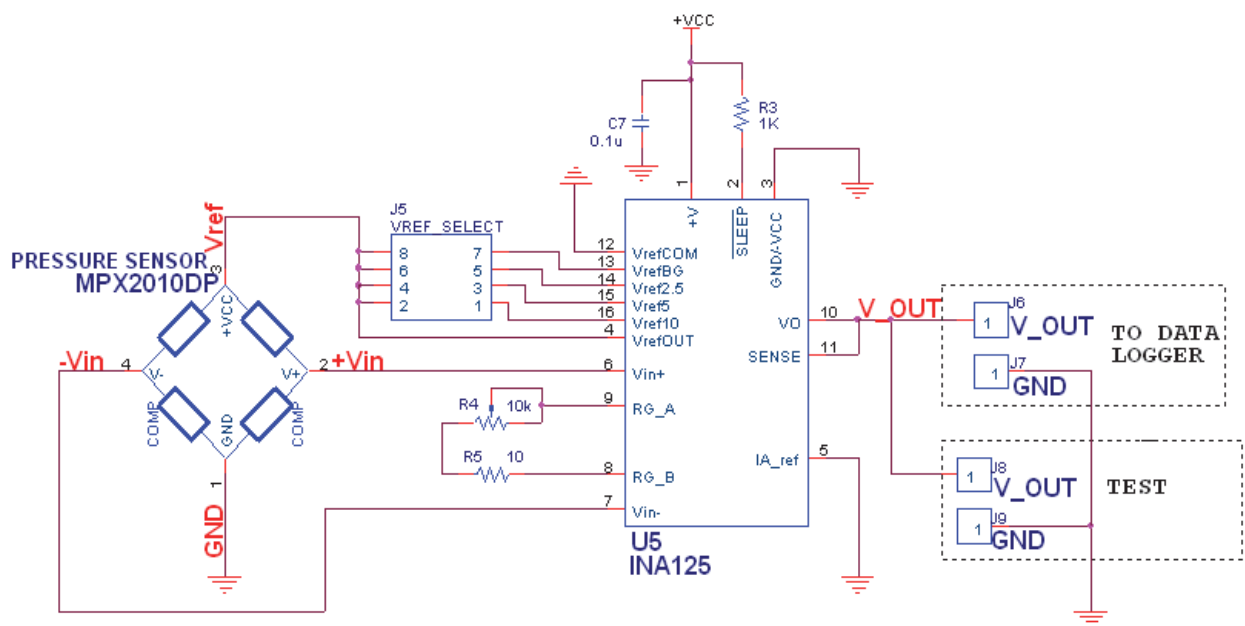 +VCC
R3
1K
C7
0.1u
1
2
3
+V
SLEEP
GND/-VCC
Vref
PRESSURE SENSOR
MPX2010DP
3
+VCC
-Vin
4
V-
V+
2
+Vin
COMP
GND
COMP
1
GND
J5
VREF_SELECT
8 7
6 5
4 3
2 1
12 VrefCOM
13 VrefBG
14 Vref2.5
15 Vref5
16 Vref10
4 VrefOUT
6 Vin+
9 RG_A
8 RG_B
7 Vin-
R4 10k
R5 10
VO 10
SENSE 11
IA_ref 5
U5
INA125
V_OUT
J6
1 V_OUT
J7
1 GND
TO DATA
LOGGER
J8
1 V_OUT
J9
1 GND
TEST